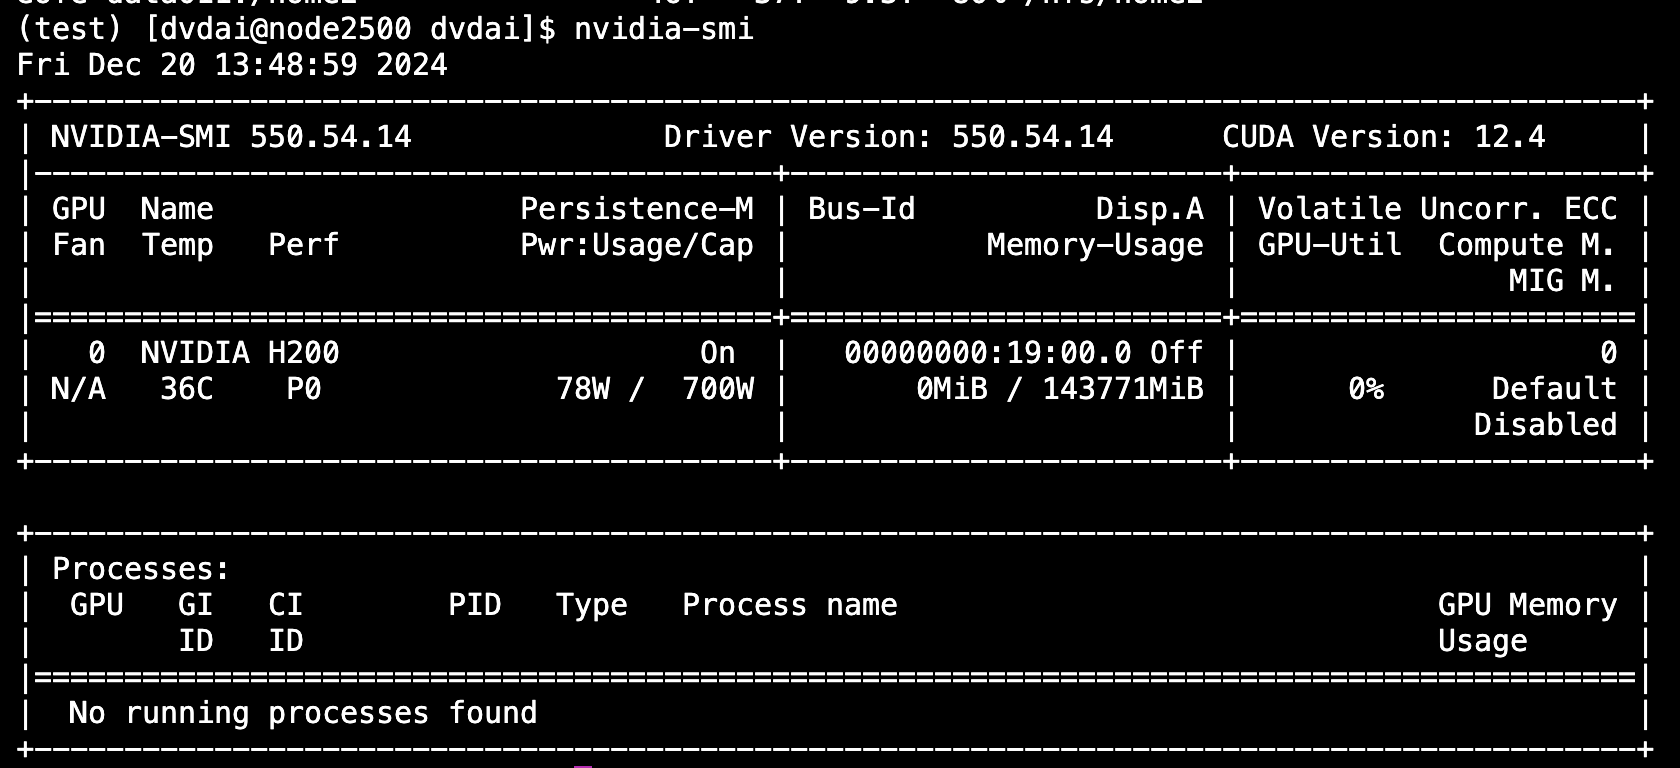 (test) [dvdai@node2500 dvdai]$ nvidia-smi
Fri Dec 20 13:48:59 2024
+-----------------------------------------------------------------------------------------+
| NVIDIA-SMI 550.54.14              Driver Version: 550.54.14      CUDA Version: 12.4     |
|-----------------------------------------+------------------------+----------------------+
| GPU  Name                 Persistence-M | Bus-Id          Disp.A | Volatile Uncorr. ECC |
| Fan  Temp   Perf          Pwr:Usage/Cap |           Memory-Usage | GPU-Util  Compute M. |
|                                         |                        |               MIG M. |
|=========================================+========================+======================|
|   0  NVIDIA H200                    On  |   00000000:19:00.0 Off |                    0 |
| N/A   36C    P0             78W /  700W |       0MiB / 143771MiB |      0%      Default |
|                                         |                        |             Disabled |
+-----------------------------------------+------------------------+----------------------+

+-----------------------------------------------------------------------------------------+
| Processes:                                                                              |
|  GPU   GI   CI        PID   Type   Process name                              GPU Memory |
|        ID   ID                                                               Usage      |
|=========================================================================================|
|  No running processes found                                                             |
+-----------------------------------------------------------------------------------------+